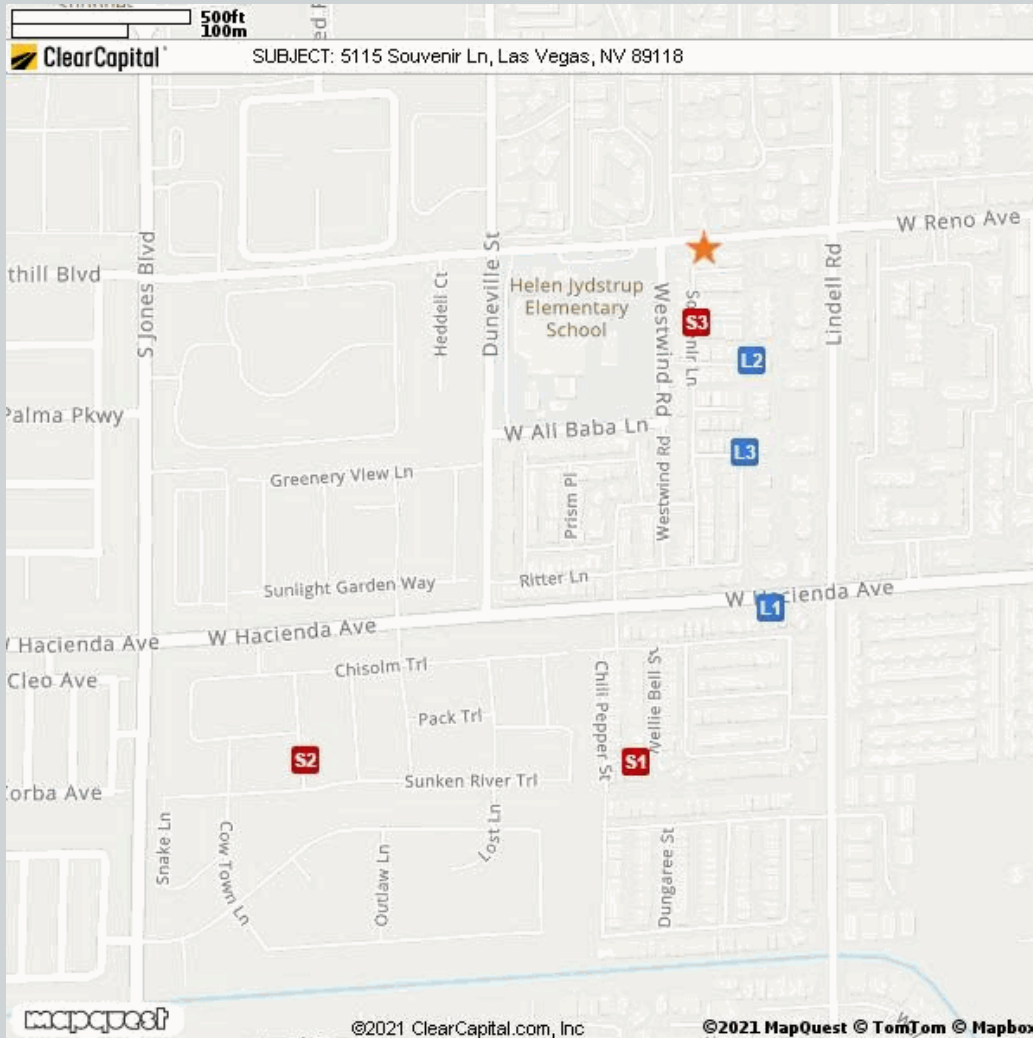 500ft
100m
ClearCapital
SUBJECT: 5115 Souvenir Ln, Las Vegas, NV 89118
W Reno Ave
S Jones Blvd
Duneville St
Lindell Rd
thill Blvd
Heddell Ct
Helen Jydstrup
Elementary
School
Westwind Rd
S3
L2
Palma Pkwy
W Ali Baba Ln
Westwind Rd
L3
Greenery View Ln
Prism Pl
Ritter Ln
Sunlight Garden Way
W Hacienda Ave
L1
W Hacienda Ave
Hacienda Ave
Cleo Ave
Chisolm Trl
Chili Pepper St
Nellie Bell St
Pack Trl
S2
S1
Sunken River Trl
Corba Ave
Snake Ln
Cow Town Ln
Outlaw Ln
Lost Ln
Dungaree St
mapquest
©2021 ClearCapital.com, Inc
©2021 MapQuest © TomTom © Mapbox